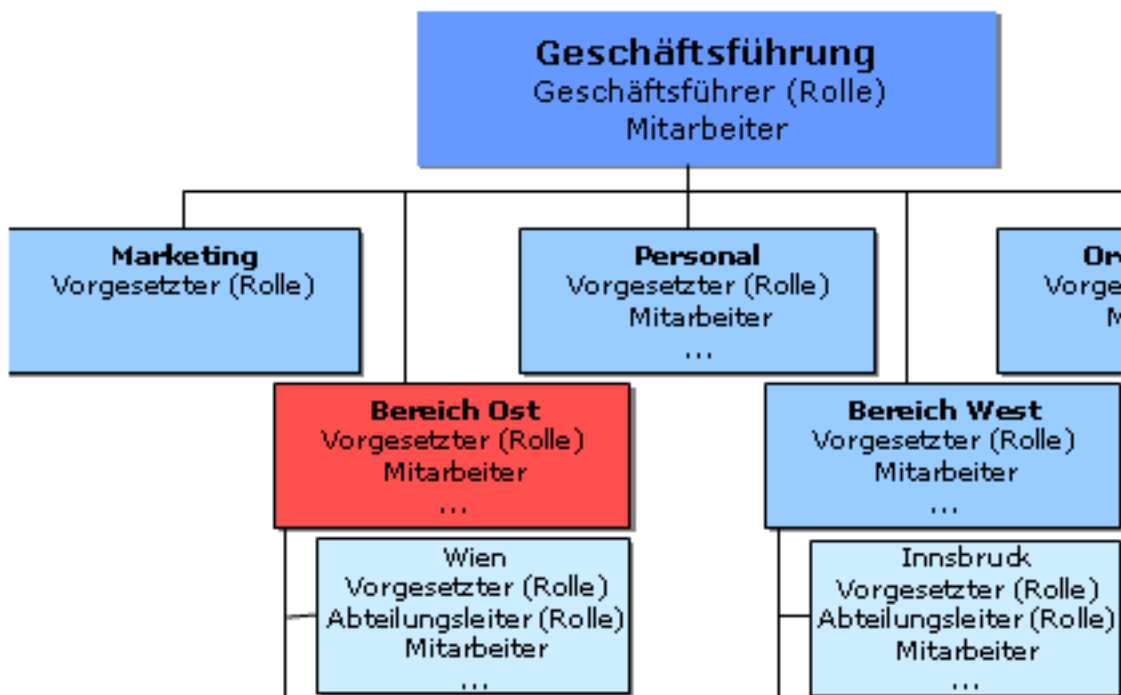 Geschäftsführung
Geschäftsführer (Rolle)
Mitarbeiter
Marketing
Vorgesetzter (Rolle)
Personal
Vorgesetzter (Rolle)
Mitarbeiter
...
Bereich Ost
Vorgesetzter (Rolle)
Mitarbeiter
...
Bereich West
Vorgesetzter (Rolle)
Mitarbeiter
...
Wien
Vorgesetzter (Rolle)
Abteilungsleiter (Rolle)
Mitarbeiter
...
Innsbruck
Vorgesetzter (Rolle)
Abteilungsleiter (Rolle)
Mitarbeiter
...